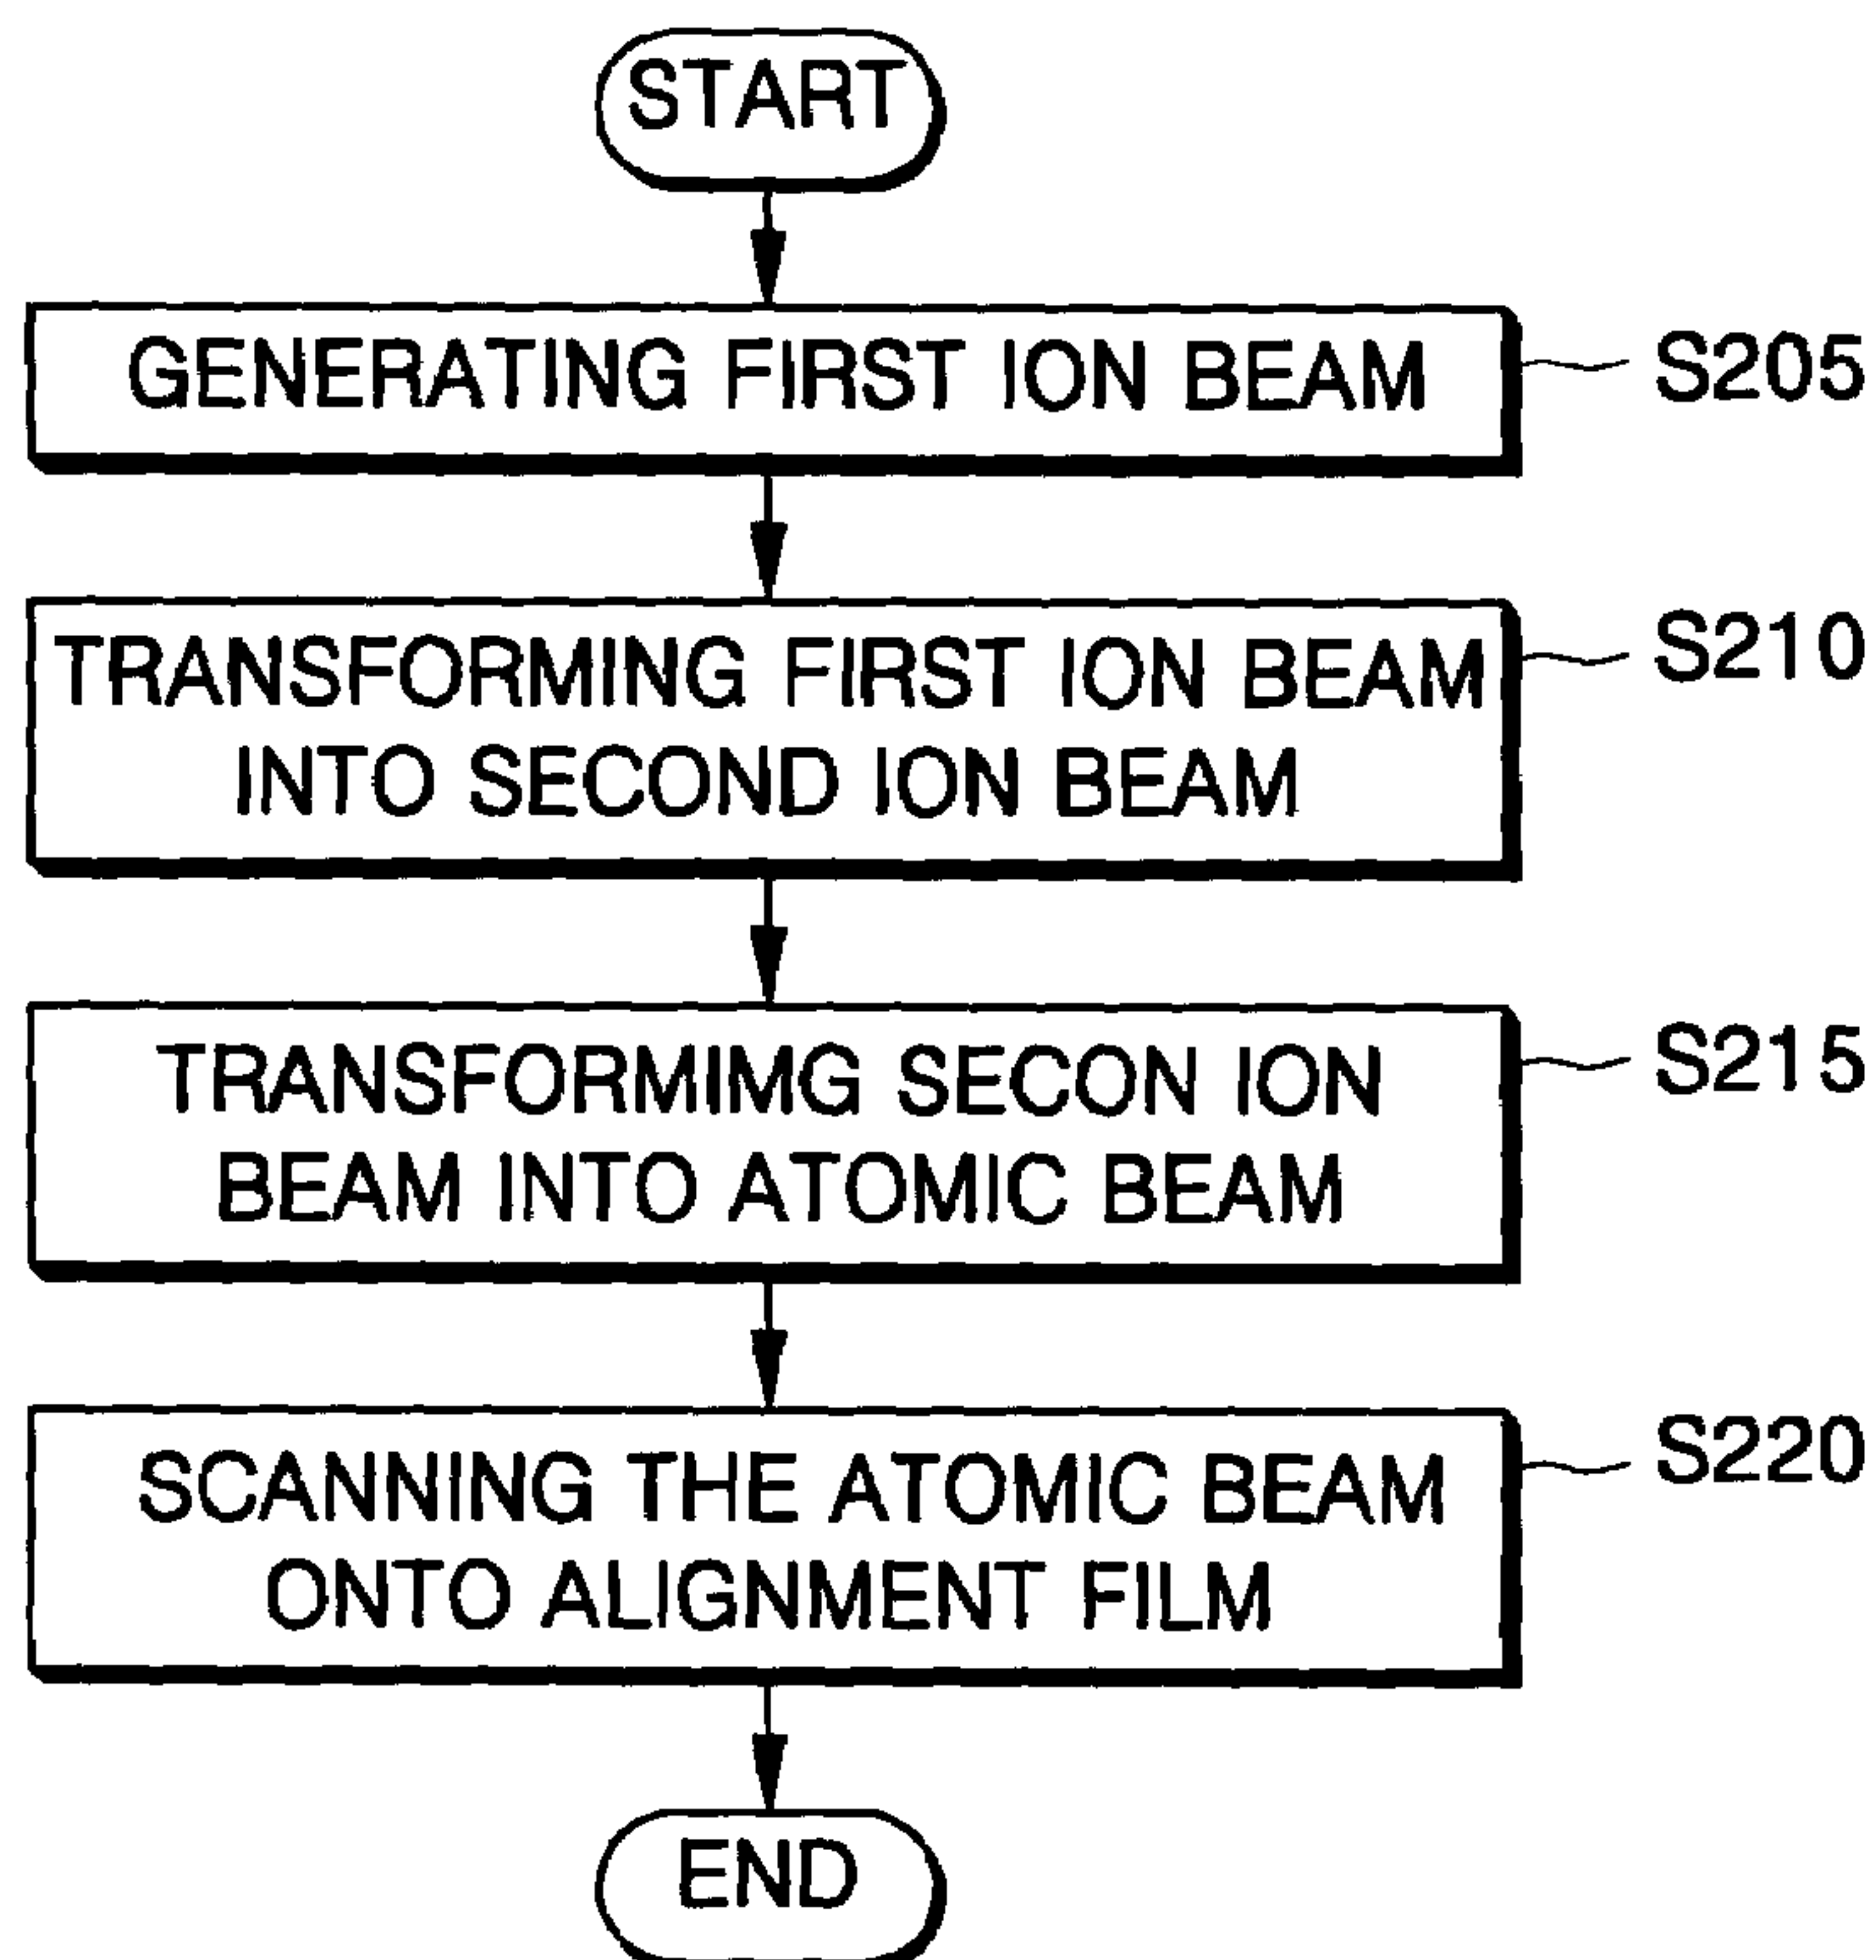 START
GENERATING FIRST ION BEAM
S205
TRANSFORMING FIRST ION BEAM
INTO SECOND ION BEAM
S210
TRANSFORMIMG SECON ION
BEAM INTO ATOMIC BEAM
S215
SCANNING THE ATOMIC BEAM
ONTO ALIGNMENT FILM
S220
END